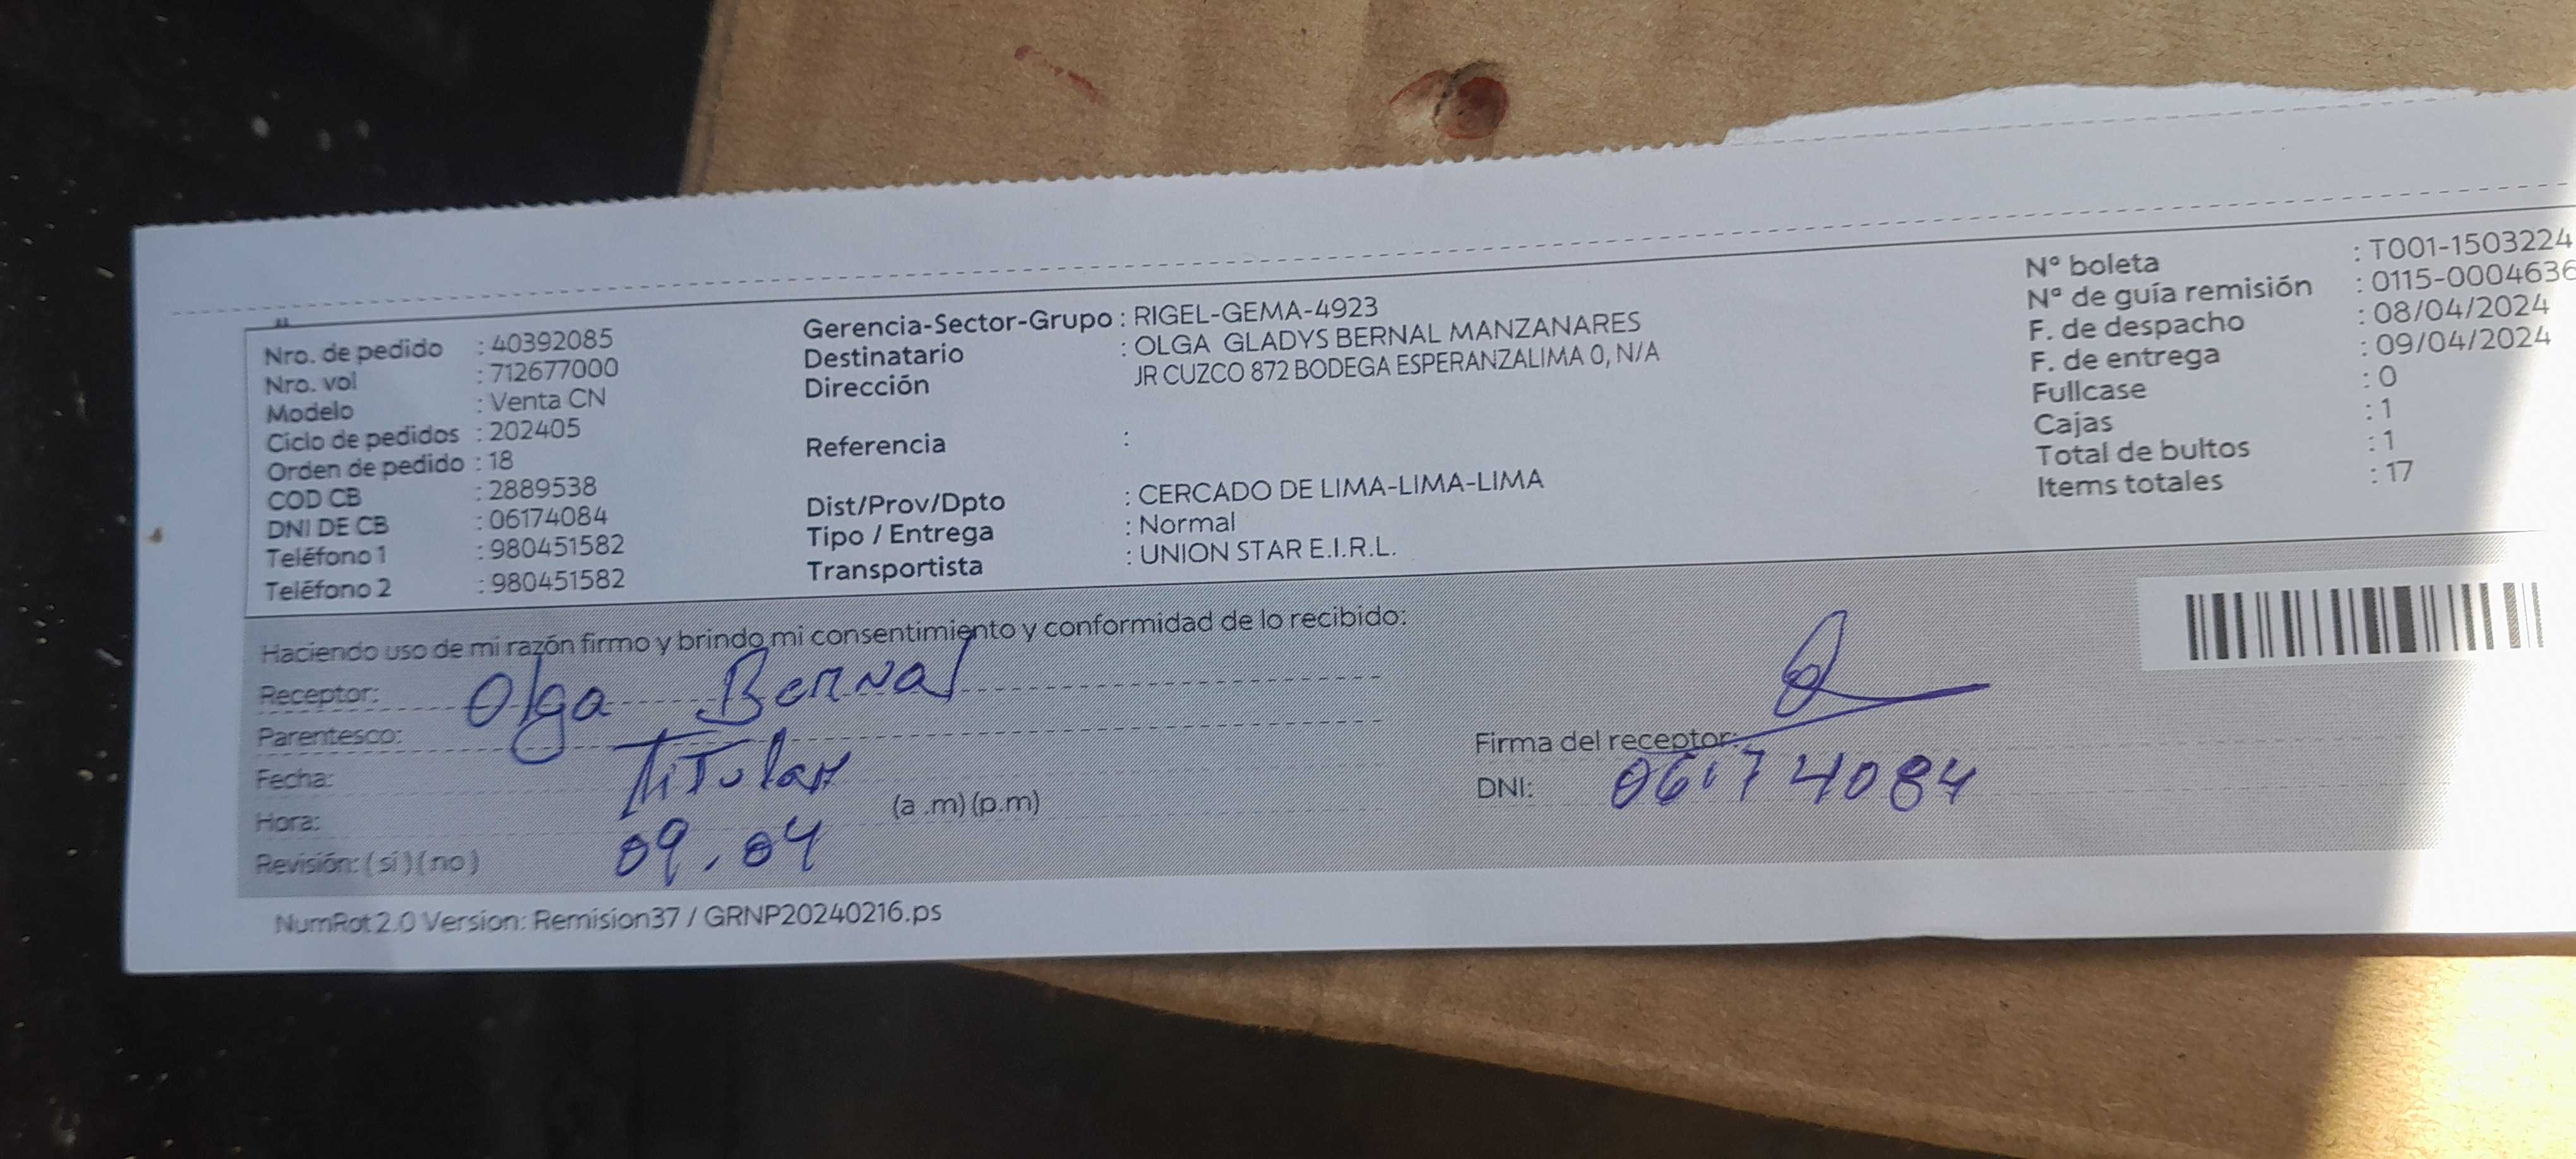 Nro. de pedido : 40392085
Nro. vol : 712677000
Modelo : Venta CN
Ciclo de pedidos : 202405
Orden de pedido : 18
COD CB : 2889538
DNI DE CB : 06174084
Teléfono 1 : 980451582
Teléfono 2 : 980451582
Gerencia-Sector-Grupo : RIGEL-GEMA-4923
Destinatario : OLGA GLADYS BERNAL MANZANARES
Dirección JR CUZCO 872 BODEGA ESPERANZALIMA 0, N/A
Referencia :
Dist/Prov/Dpto : CERCADO DE LIMA-LIMA-LIMA
Tipo / Entrega : Normal
Transportista : UNION STAR E.I.R.L.
Nº boleta : T001-1503224
Nº de guía remisión : 0115-0004636
F. de despacho : 08/04/2024
F. de entrega : 09/04/2024
Fullcase : 0
Cajas : 1
Total de bultos : 1
Items totales : 17
Haciendo uso de mi razón firmo y brindo mi consentimiento y conformidad de lo recibido:
Receptor: Olga Bernal
Parentesco: Titular
Fecha: 09.04
Hora: (a .m) (p.m)
Revisión: ( sí ) ( no )
Firma del receptor:
DNI: 06174084
NumRot 2.0 Version: Remision37 / GRNP20240216.ps